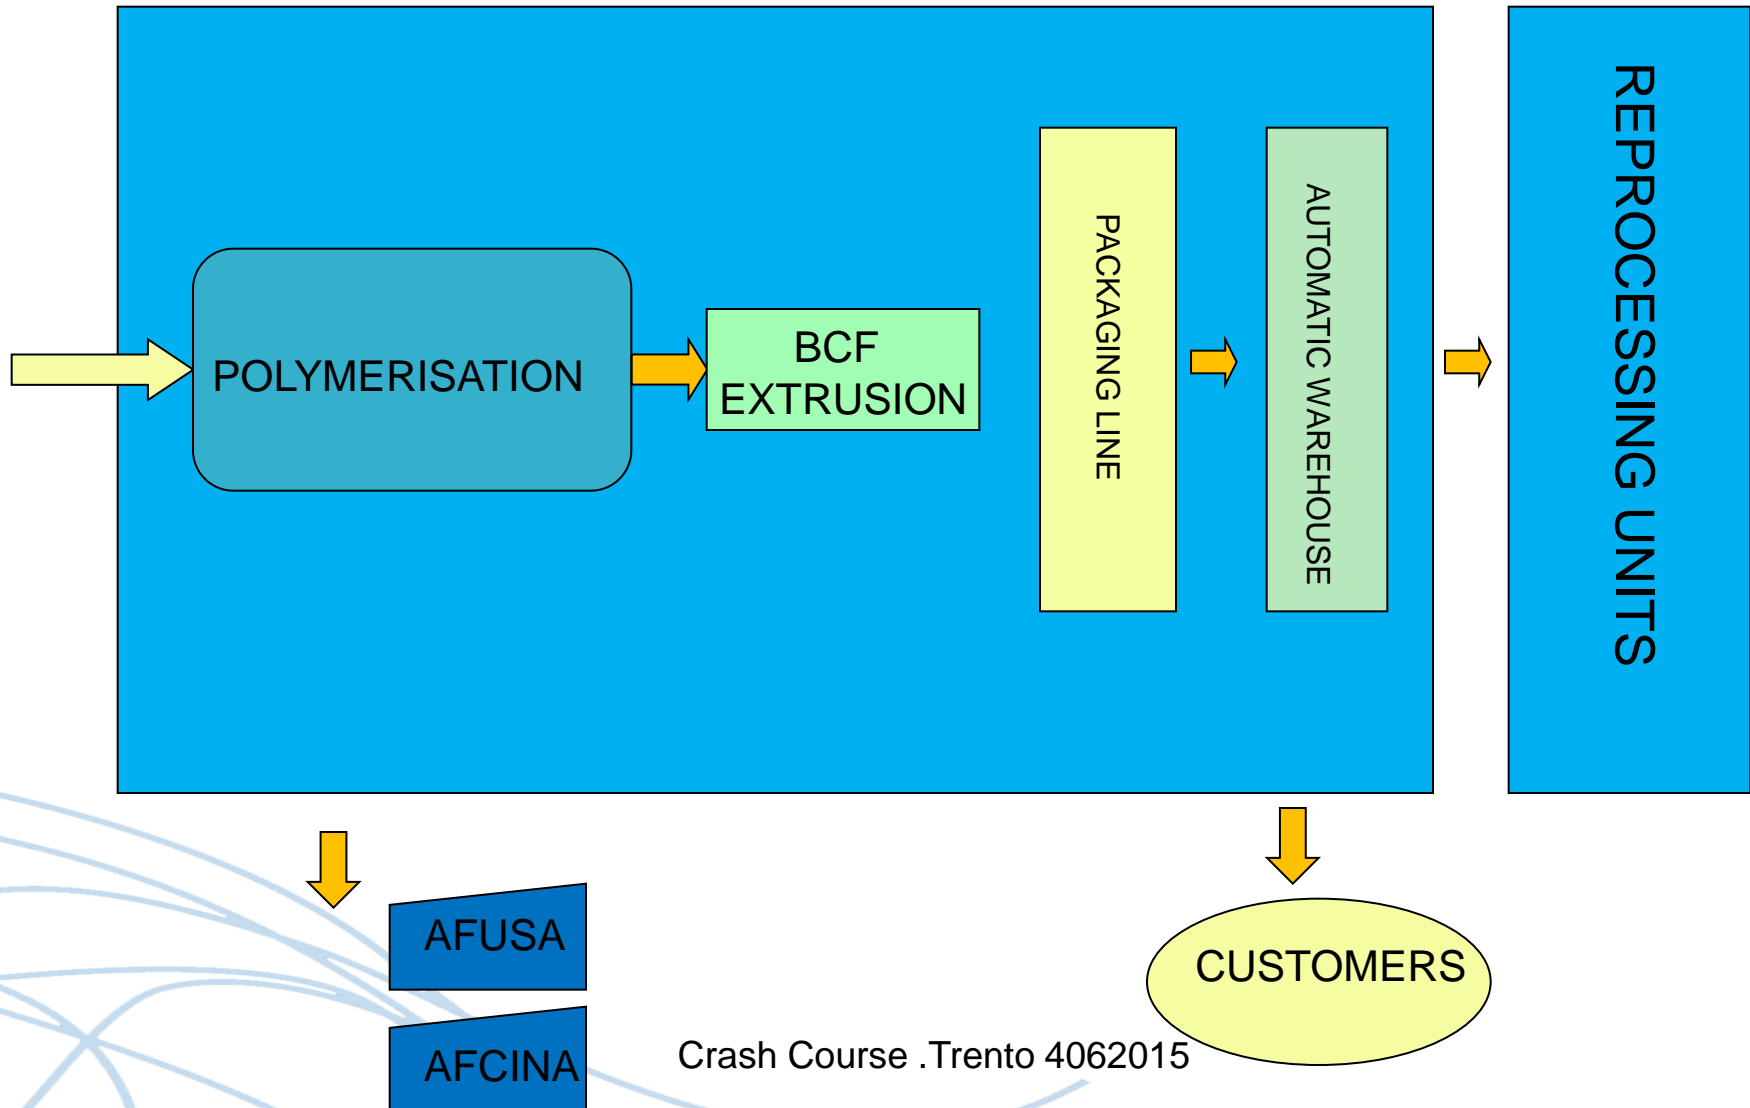 POLYMERISATION
BCF
EXTRUSION
PACKAGING LINE
AUTOMATIC WAREHOUSE
REPROCESSING UNITS
AFUSA
AFCINA
CUSTOMERS
Crash Course .Trento 4062015